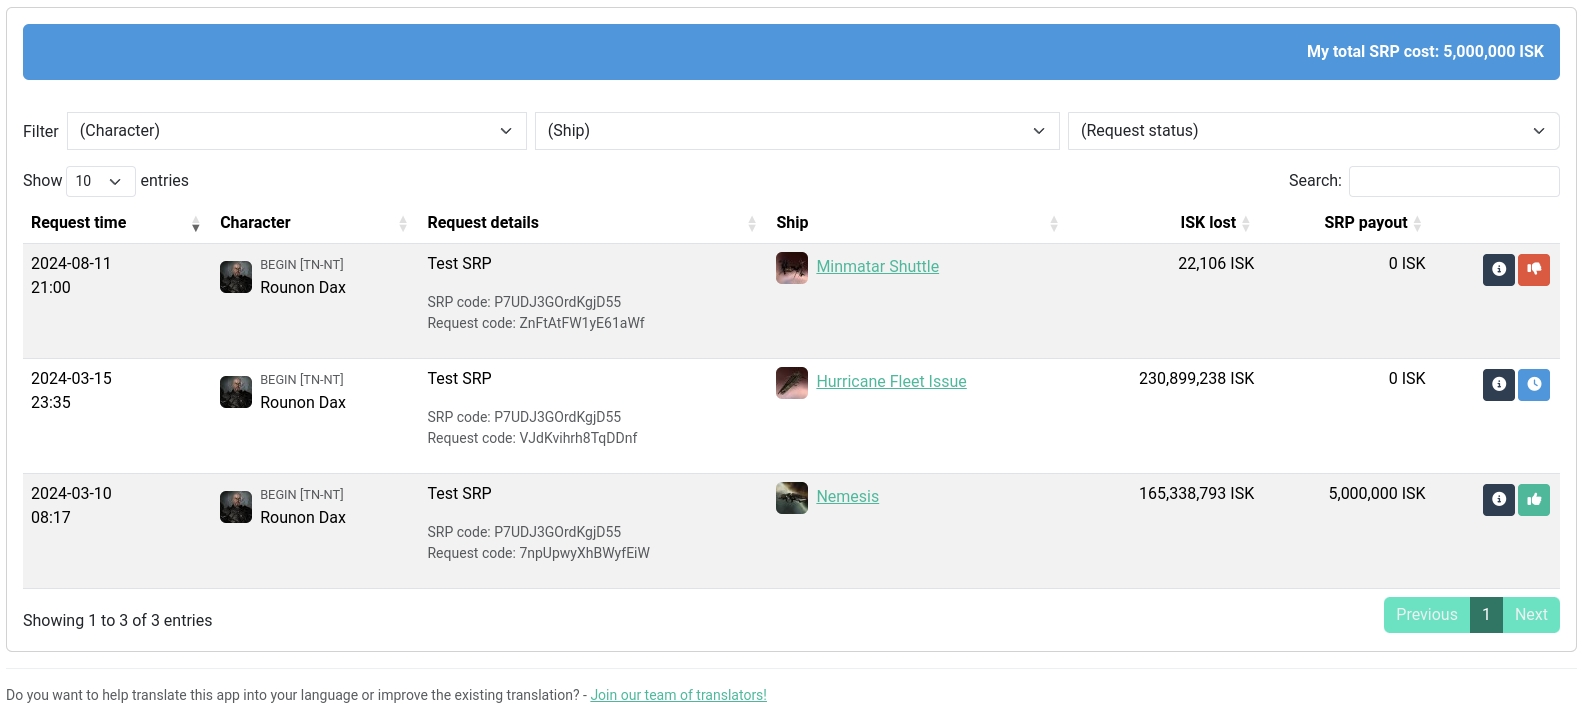 My total SRP cost: 5,000,000 ISK
Filter (Character) (Ship) (Request status)
Show 10 entries Search:
Request time Character Request details Ship ISK lost SRP payout
2024-08-11 BEGIN [TN-NT] Test SRP Minmatar Shuttle 22,106 ISK 0 ISK
21:00 Rounon Dax
SRP code: P7UDJ3GOrdKgjD55
Request code: ZnFtAtFW1yE61aWf
2024-03-15 BEGIN [TN-NT] Test SRP Hurricane Fleet Issue 230,899,238 ISK 0 ISK
23:35 Rounon Dax
SRP code: P7UDJ3GOrdKgjD55
Request code: VJdKvihrh8TqDDnf
2024-03-10 BEGIN [TN-NT] Test SRP Nemesis 165,338,793 ISK 5,000,000 ISK
08:17 Rounon Dax
SRP code: P7UDJ3GOrdKgjD55
Request code: 7npUpwyXhBWyfEiW
Showing 1 to 3 of 3 entries Previous 1 Next
Do you want to help translate this app into your language or improve the existing translation? - Join our team of translators!